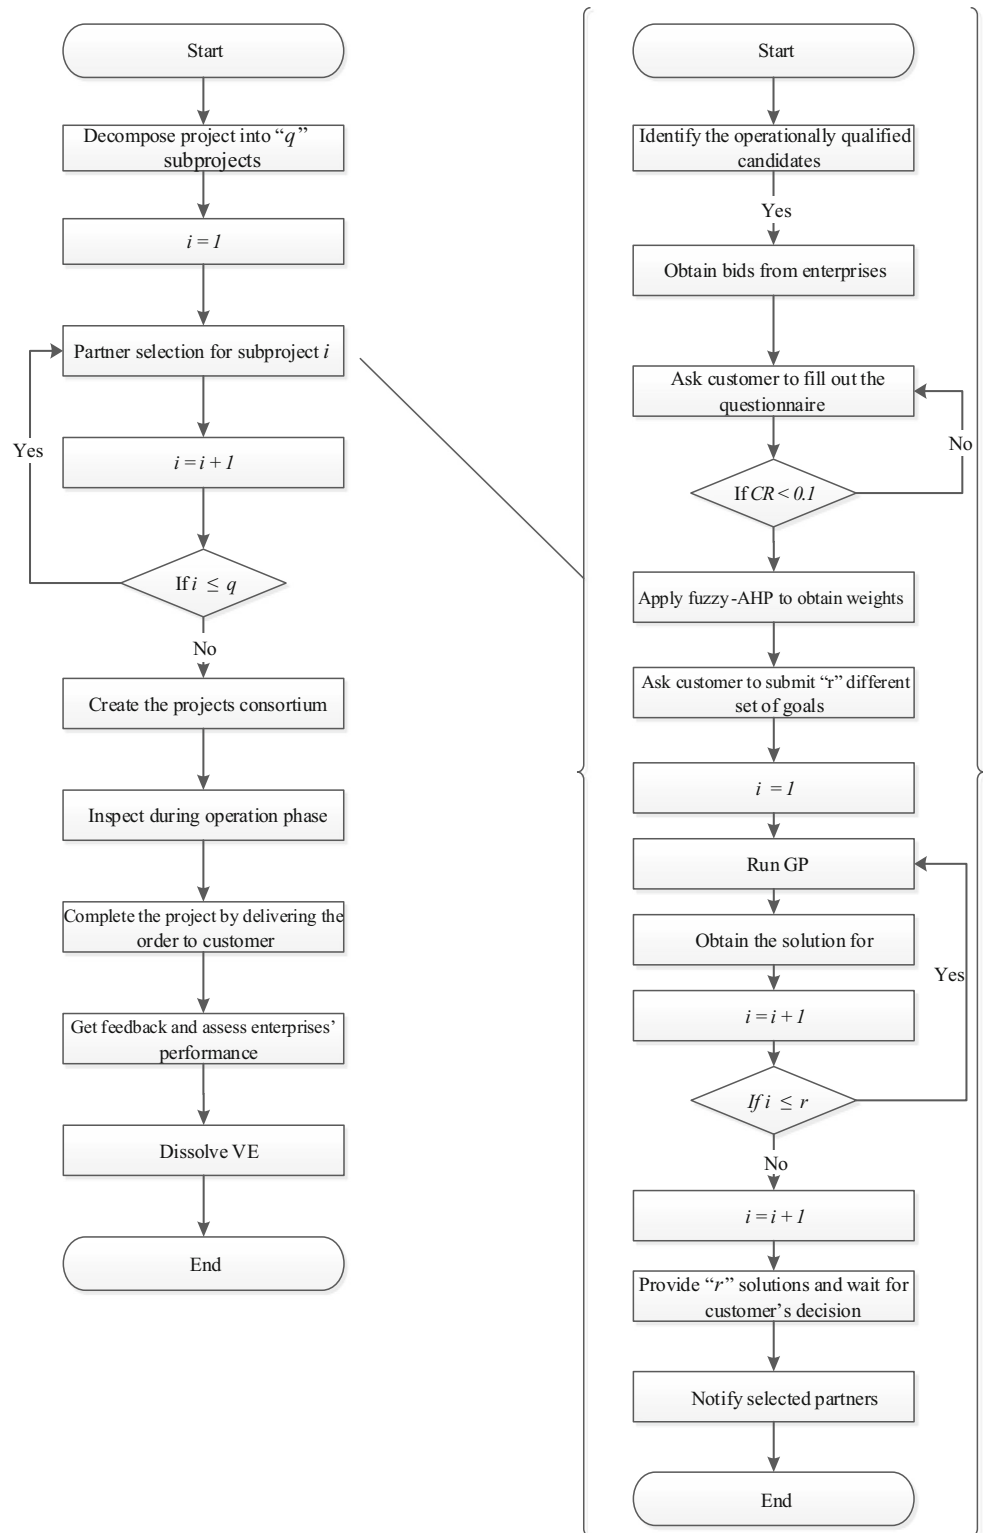 Start
Decompose project into “q”
subprojects
i = 1
Partner selection for subproject i
Yes
i = i + 1
If i ≤ q
No
Create the projects consortium
Inspect during operation phase
Complete the project by delivering the
order to customer
Get feedback and assess enterprises’
performance
Dissolve VE
End
Start
Identify the operationally qualified
candidates
Yes
Obtain bids from enterprises
Ask customer to fill out the
questionnaire
No
If CR < 0.1
Apply fuzzy-AHP to obtain weights
Ask customer to submit “r” different
set of goals
i = 1
Run GP
Obtain the solution for
Yes
i = i + 1
If i ≤ r
No
i = i + 1
Provide “r” solutions and wait for
customer’s decision
Notify selected partners
End